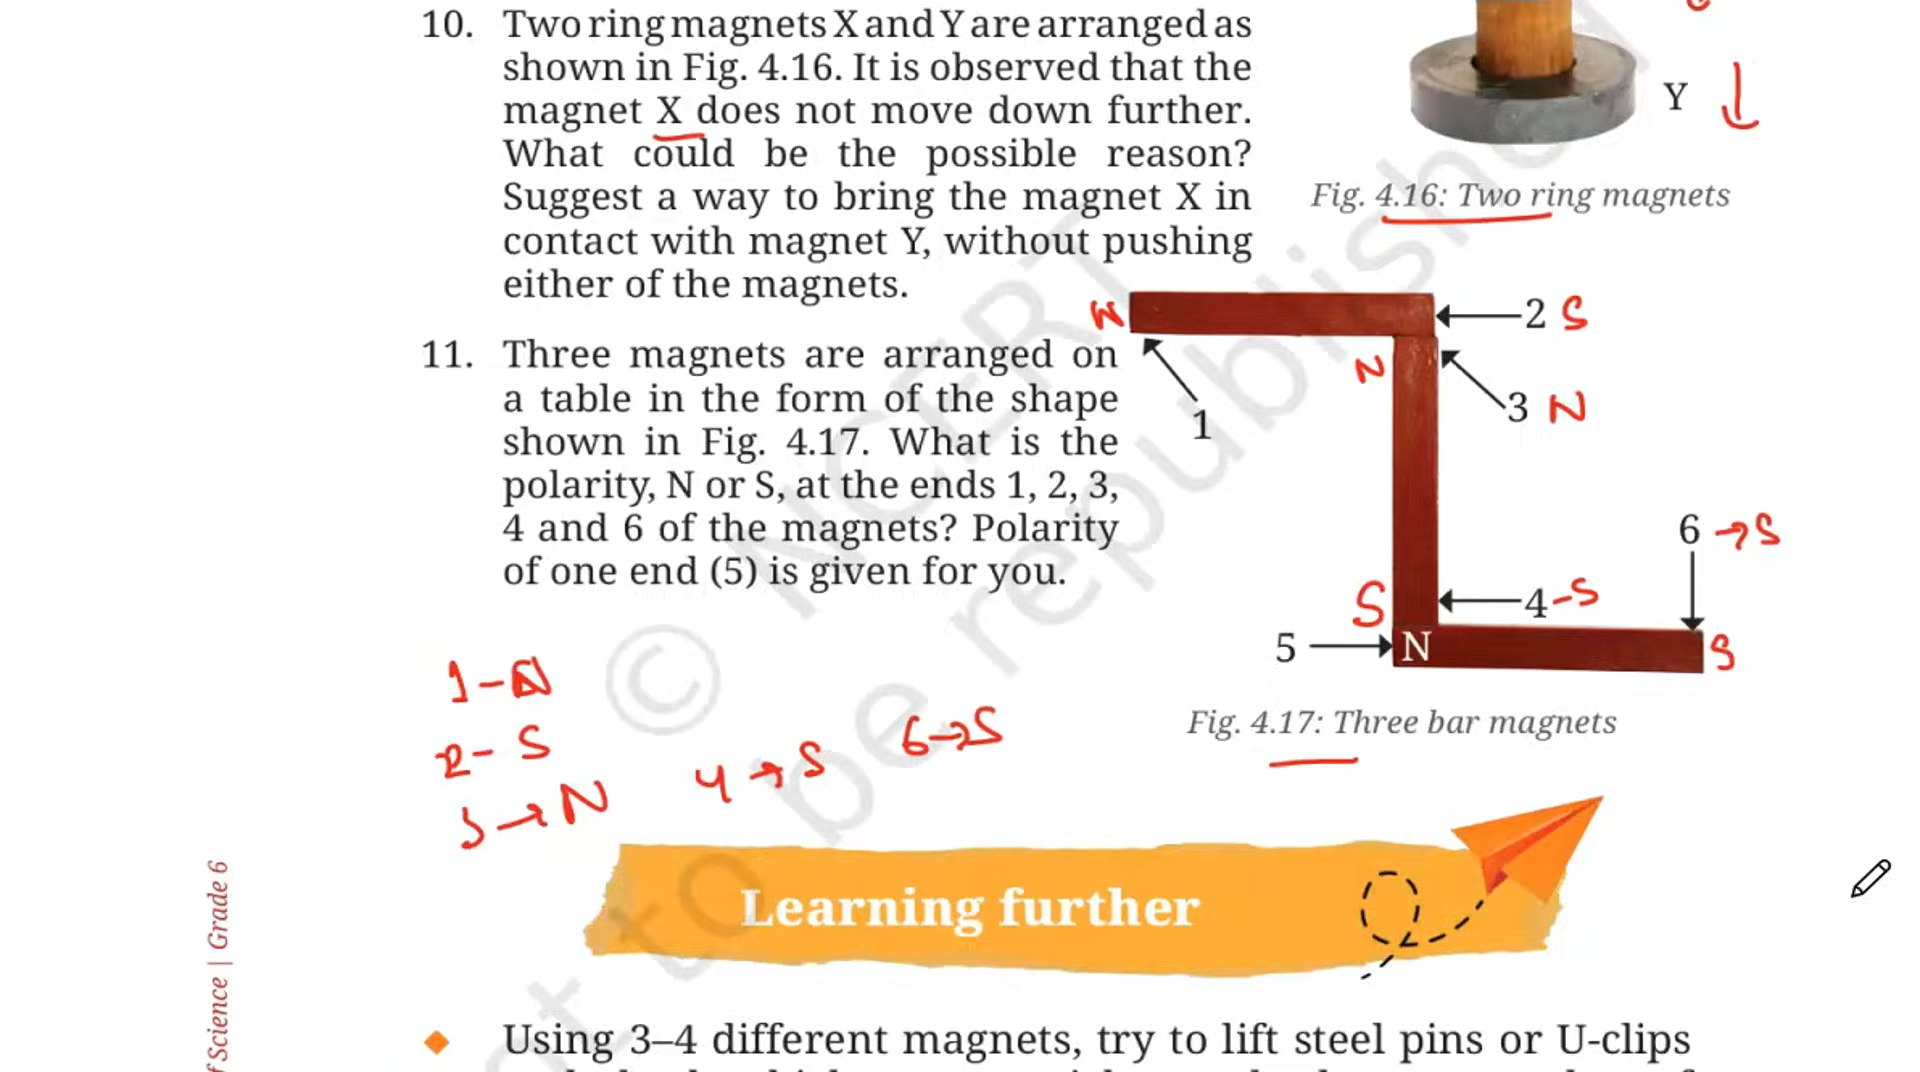 10. Two ring magnets X and Y are arranged as
shown in Fig. 4.16. It is observed that the
magnet X does not move down further.
What could be the possible reason?
Suggest a way to bring the magnet X in
contact with magnet Y, without pushing
either of the magnets.
Y
Fig. 4.16: Two ring magnets
11. Three magnets are arranged on
a table in the form of the shape
shown in Fig. 4.17. What is the
polarity, N or S, at the ends 1, 2, 3,
4 and 6 of the magnets? Polarity
of one end (5) is given for you.
N
2 S
N
3 N
1
6 → S
S
4 - S
5
N
S
Fig. 4.17: Three bar magnets
1 - N
2 - S
3 → N
4 → S
6 → S
Learning further
Science | Grade 6
◆ Using 3–4 different magnets, try to lift steel pins or U-clips
© NCERT
not to be republished